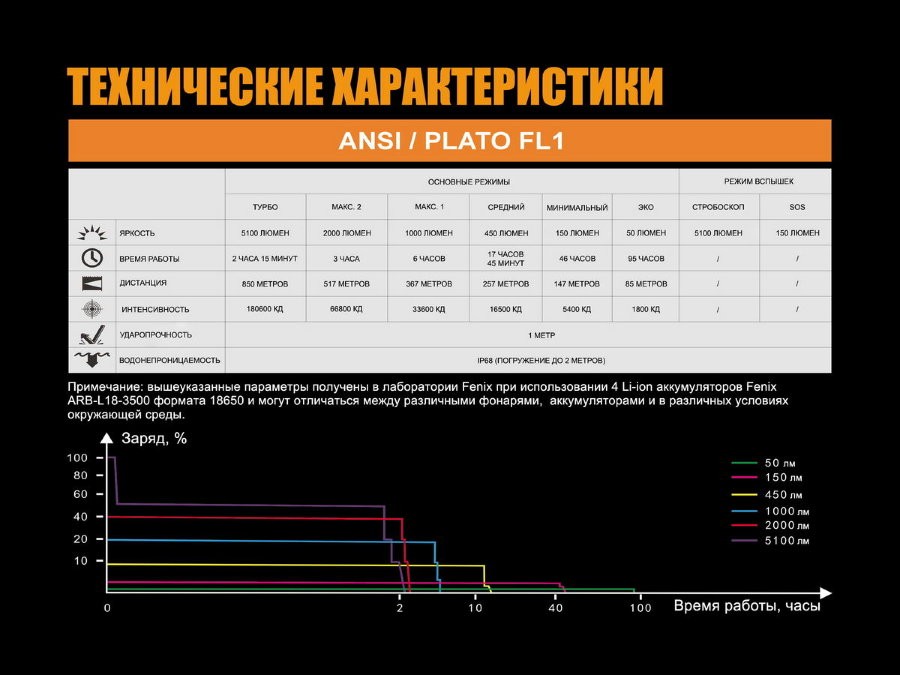 ТЕХНИЧЕСКИЕ ХАРАКТЕРИСТИКИ
ANSI / PLATO FL1
ОСНОВНЫЕ РЕЖИМЫ РЕЖИМ ВСПЫШЕК
ТУРБО МАКС. 2 МАКС. 1 СРЕДНИЙ МИНИМАЛЬНЫЙ ЭКО СТРОБОСКОП SOS
ЯРКОСТЬ 5100 ЛЮМЕН 2000 ЛЮМЕН 1000 ЛЮМЕН 450 ЛЮМЕН 150 ЛЮМЕН 50 ЛЮМЕН 5100 ЛЮМЕН 150 ЛЮМЕН
ВРЕМЯ РАБОТЫ 2 ЧАСА 15 МИНУТ 3 ЧАСА 6 ЧАСОВ 17 ЧАСОВ 45 МИНУТ 46 ЧАСОВ 95 ЧАСОВ / /
ДИСТАНЦИЯ 850 МЕТРОВ 517 МЕТРОВ 367 МЕТРОВ 257 МЕТРОВ 147 МЕТРОВ 85 МЕТРОВ / /
ИНТЕНСИВНОСТЬ 180600 КД 66800 КД 33600 КД 16500 КД 5400 КД 1800 КД / /
УДАРОПРОЧНОСТЬ 1 МЕТР
ВОДОНЕПРОНИЦАЕМОСТЬ IP68 (ПОГРУЖЕНИЕ ДО 2 МЕТРОВ)
Примечание: вышеуказанные параметры получены в лаборатории Fenix при использовании 4 Li-ion аккумуляторов Fenix
ARB-L18-3500 формата 18650 и могут отличаться между различными фонарями, аккумуляторами и в различных условиях
окружающей среды.
Заряд, %
100
80
60
40
20
10
50 лм
150 лм
450 лм
1000 лм
2000 лм
5100 лм
0 2 10 40 100 Время работы, часы